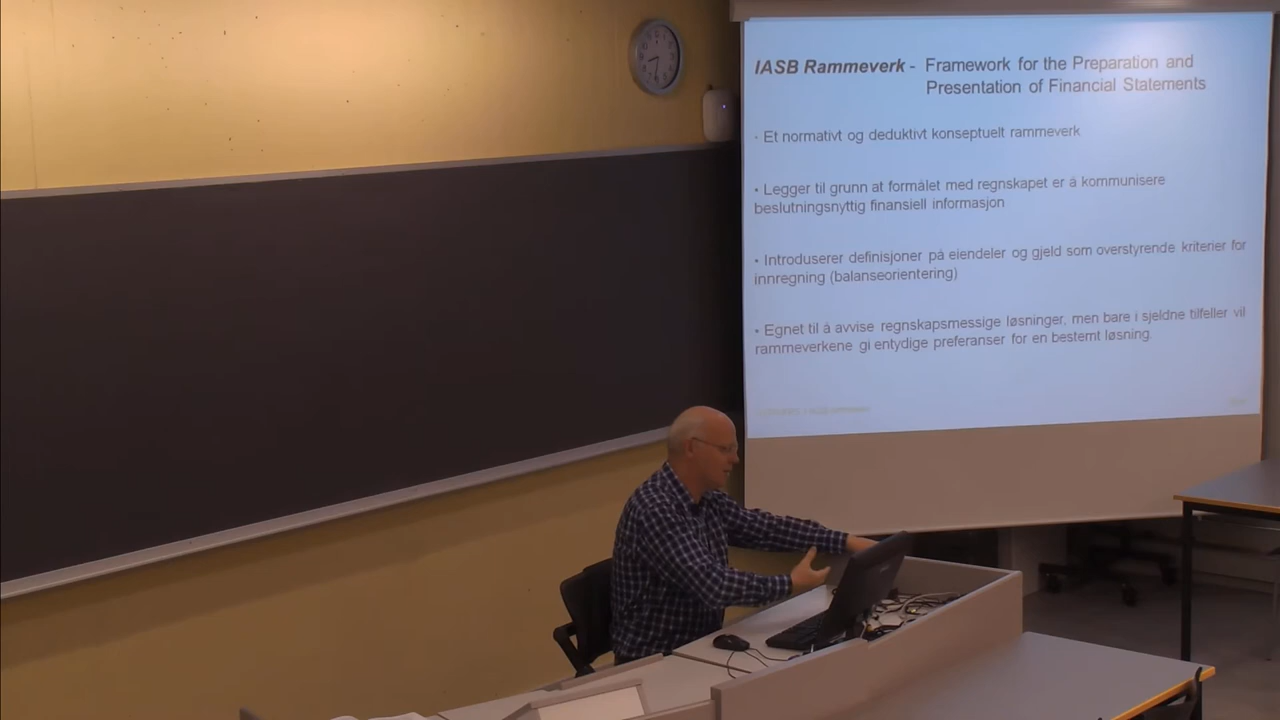 IASB Rammeverk - Framework for the Preparation and
Presentation of Financial Statements
• Et normativt og deduktivt konseptuelt rammeverk
• Legger til grunn at formålet med regnskapet er å kommunisere
beslutningsnyttig finansiell informasjon
• Introduserer definisjoner på eiendeler og gjeld som overstyrende kriterier for
innregning (balanseorientering)
• Egnet til å avvise regnskapsmessige løsninger, men bare i sjeldne tilfeller vil
rammeverkene gi entydige preferanser for en bestemt løsning.